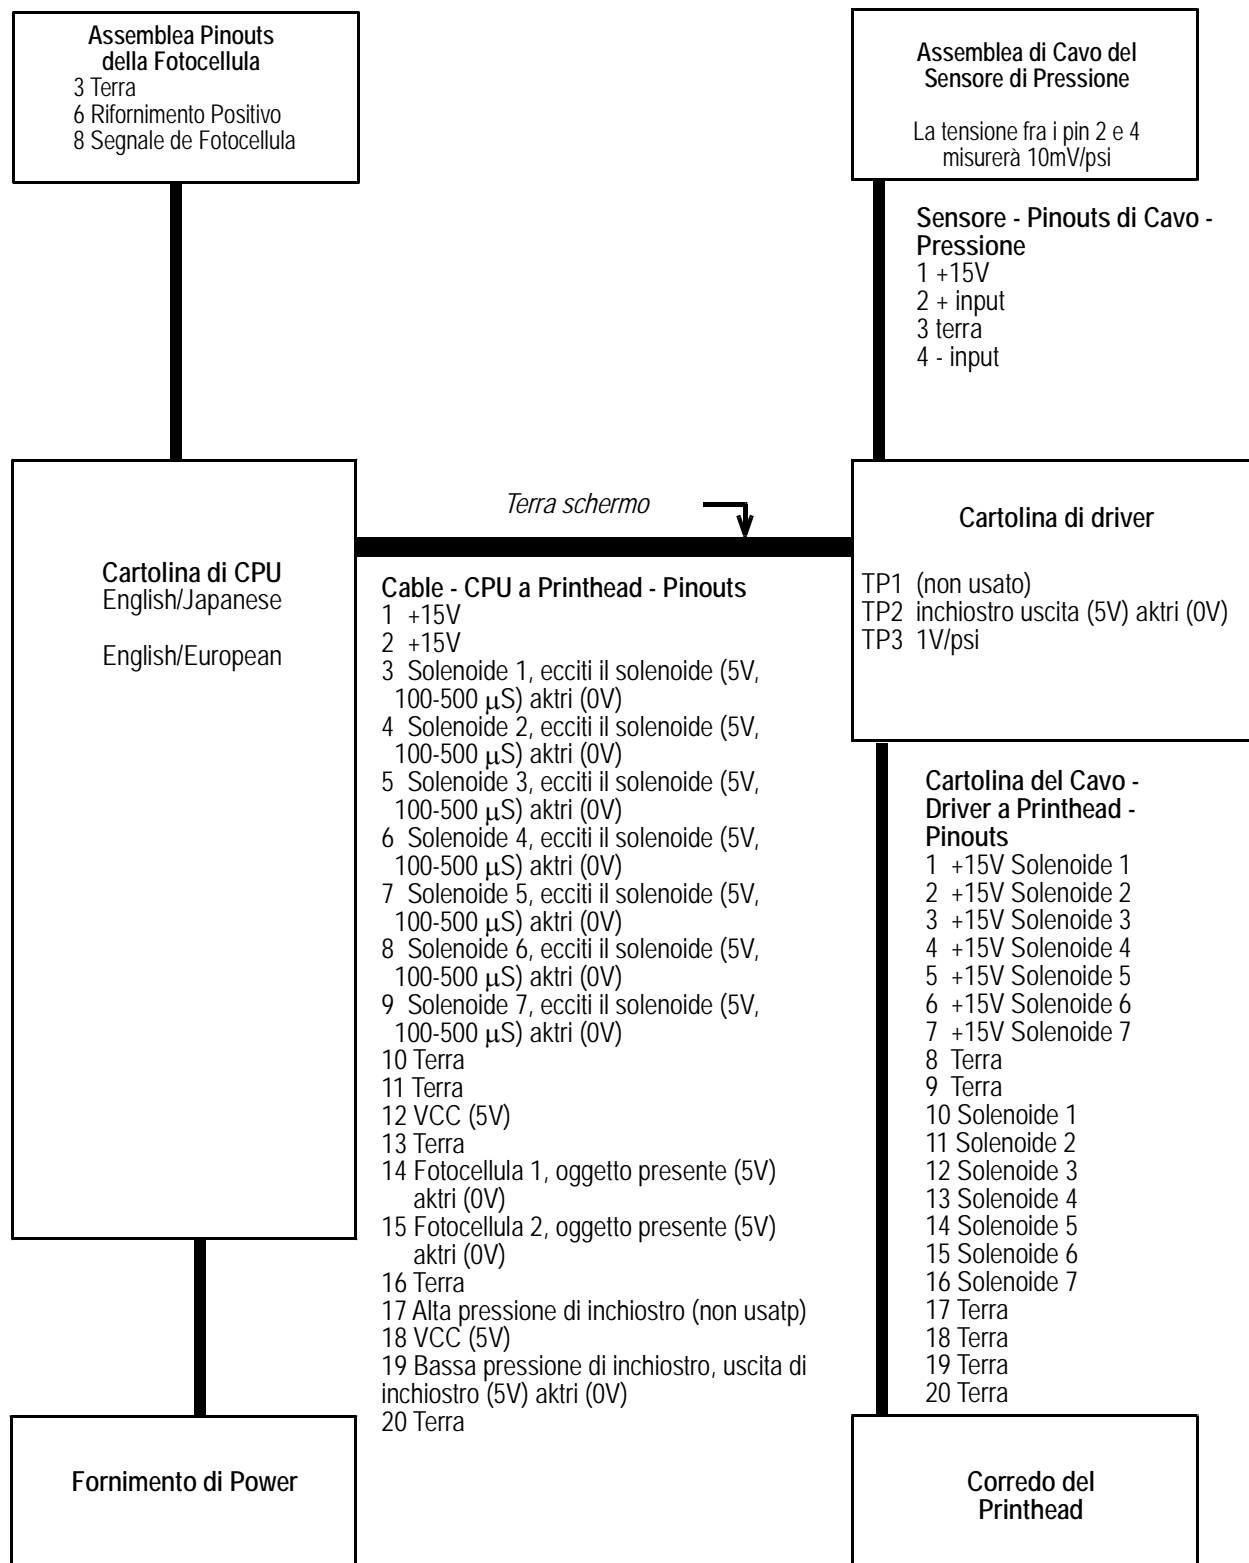 Assemblea Pinouts
della Fotocellula
3 Terra
6 Rifornimento Positivo
8 Segnale de Fotocellula
Assemblea di Cavo del
Sensore di Pressione
La tensione fra i pin 2 e 4
misurerà 10mV/psi
Sensore - Pinouts di Cavo -
Pressione
1 +15V
2 + input
3 terra
4 - input
Terra schermo
Cartolina di CPU
English/Japanese
English/European
Cartolina di driver
TP1 (non usato)
TP2 inchiostro uscita (5V) aktri (0V)
TP3 1V/psi
Cable - CPU a Printhead - Pinouts
1 +15V
2 +15V
3 Solenoide 1, ecciti il solenoide (5V,
100-500 µS) aktri (0V)
4 Solenoide 2, ecciti il solenoide (5V,
100-500 µS) aktri (0V)
5 Solenoide 3, ecciti il solenoide (5V,
100-500 µS) aktri (0V)
6 Solenoide 4, ecciti il solenoide (5V,
100-500 µS) aktri (0V)
7 Solenoide 5, ecciti il solenoide (5V,
100-500 µS) aktri (0V)
8 Solenoide 6, ecciti il solenoide (5V,
100-500 µS) aktri (0V)
9 Solenoide 7, ecciti il solenoide (5V,
100-500 µS) aktri (0V)
10 Terra
11 Terra
12 VCC (5V)
13 Terra
14 Fotocellula 1, oggetto presente (5V)
aktri (0V)
15 Fotocellula 2, oggetto presente (5V)
aktri (0V)
16 Terra
17 Alta pressione di inchiostro (non usatp)
18 VCC (5V)
19 Bassa pressione di inchiostro, uscita di
inchiostro (5V) aktri (0V)
20 Terra
Cartolina del Cavo -
Driver a Printhead -
Pinouts
1 +15V Solenoide 1
2 +15V Solenoide 2
3 +15V Solenoide 3
4 +15V Solenoide 4
5 +15V Solenoide 5
6 +15V Solenoide 6
7 +15V Solenoide 7
8 Terra
9 Terra
10 Solenoide 1
11 Solenoide 2
12 Solenoide 3
13 Solenoide 4
14 Solenoide 5
15 Solenoide 6
16 Solenoide 7
17 Terra
18 Terra
19 Terra
20 Terra
Fornimento di Power
Corredo del
Printhead